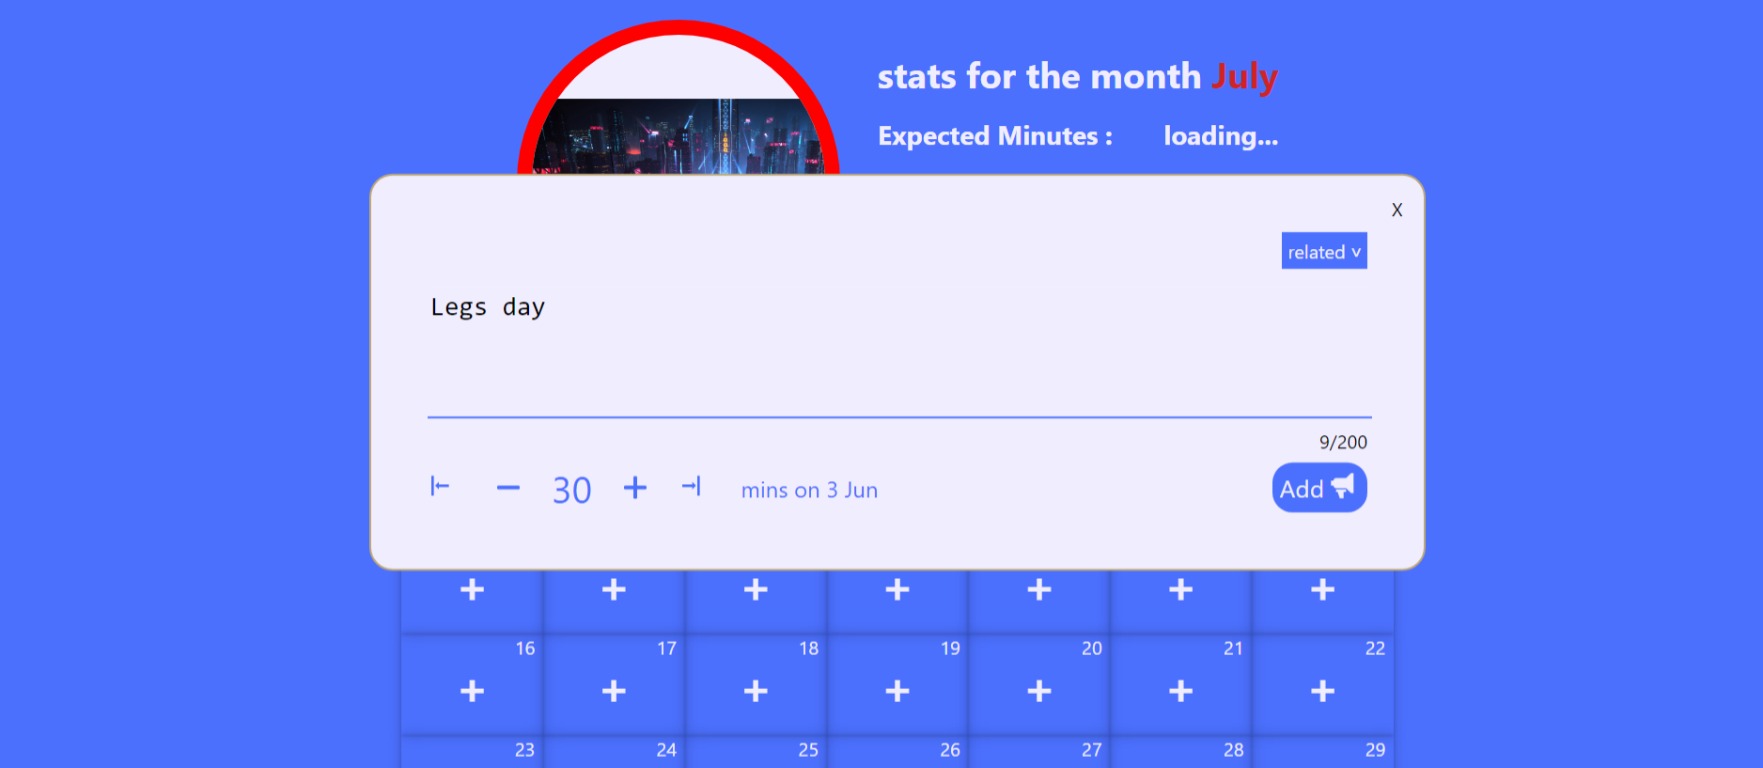 stats for the month July
Expected Minutes : loading...
X
related v
Legs day
9/200
30 mins on 3 Jun
Add
16 17 18 19 20 21 22
23 24 25 26 27 28 29